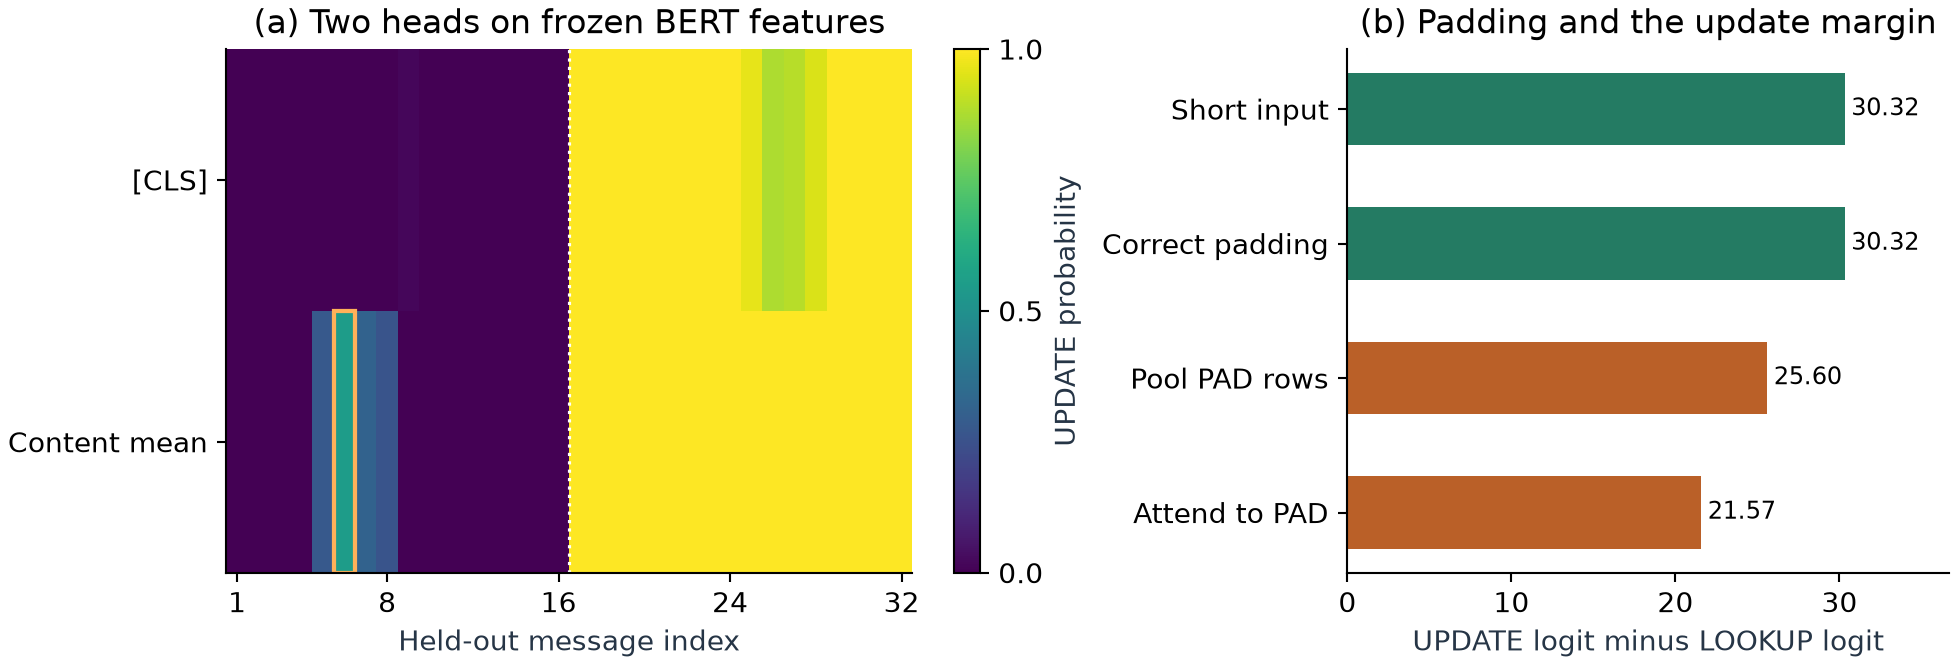 (a) Two heads on frozen BERT features
[CLS]
Content mean
1 8 16 24 32
Held-out message index
1.0
0.5
0.0
UPDATE probability
(b) Padding and the update margin
Short input 30.32
Correct padding 30.32
Pool PAD rows 25.60
Attend to PAD 21.57
0 10 20 30
UPDATE logit minus LOOKUP logit